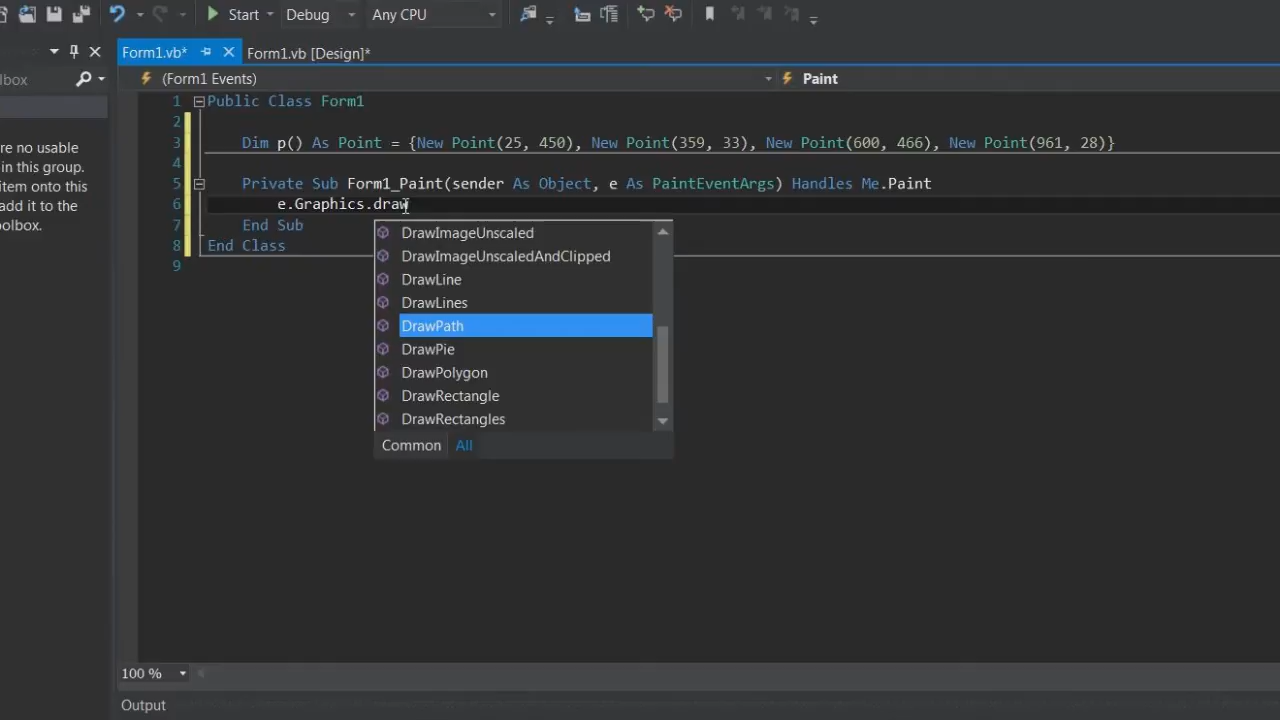 Start Debug Any CPU
Form1.vb* Form1.vb [Design]*
lbox (Form1 Events) Paint
1 Public Class Form1
2
3 Dim p() As Point = {New Point(25, 450), New Point(359, 33), New Point(600, 466), New Point(961, 28)}
4
5 Private Sub Form1_Paint(sender As Object, e As PaintEventArgs) Handles Me.Paint
6 e.Graphics.draw
7 End Sub
8 End Class
9
re no usable
in this group.
item onto this
add it to the
olbox.
DrawImageUnscaled
DrawImageUnscaledAndClipped
DrawLine
DrawLines
DrawPath
DrawPie
DrawPolygon
DrawRectangle
DrawRectangles
Common All
100 %
Output